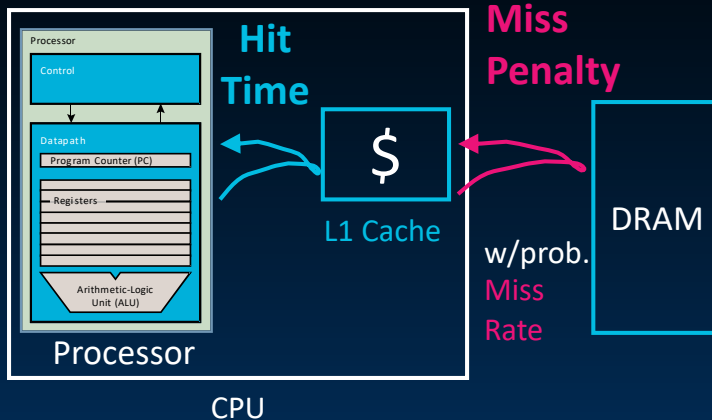 Processor
Control
Datapath
Program Counter (PC)
Registers
Arithmetic-Logic
Unit (ALU)
Processor
Hit
Time
$
L1 Cache
Miss
Penalty
w/prob.
Miss
Rate
DRAM
CPU